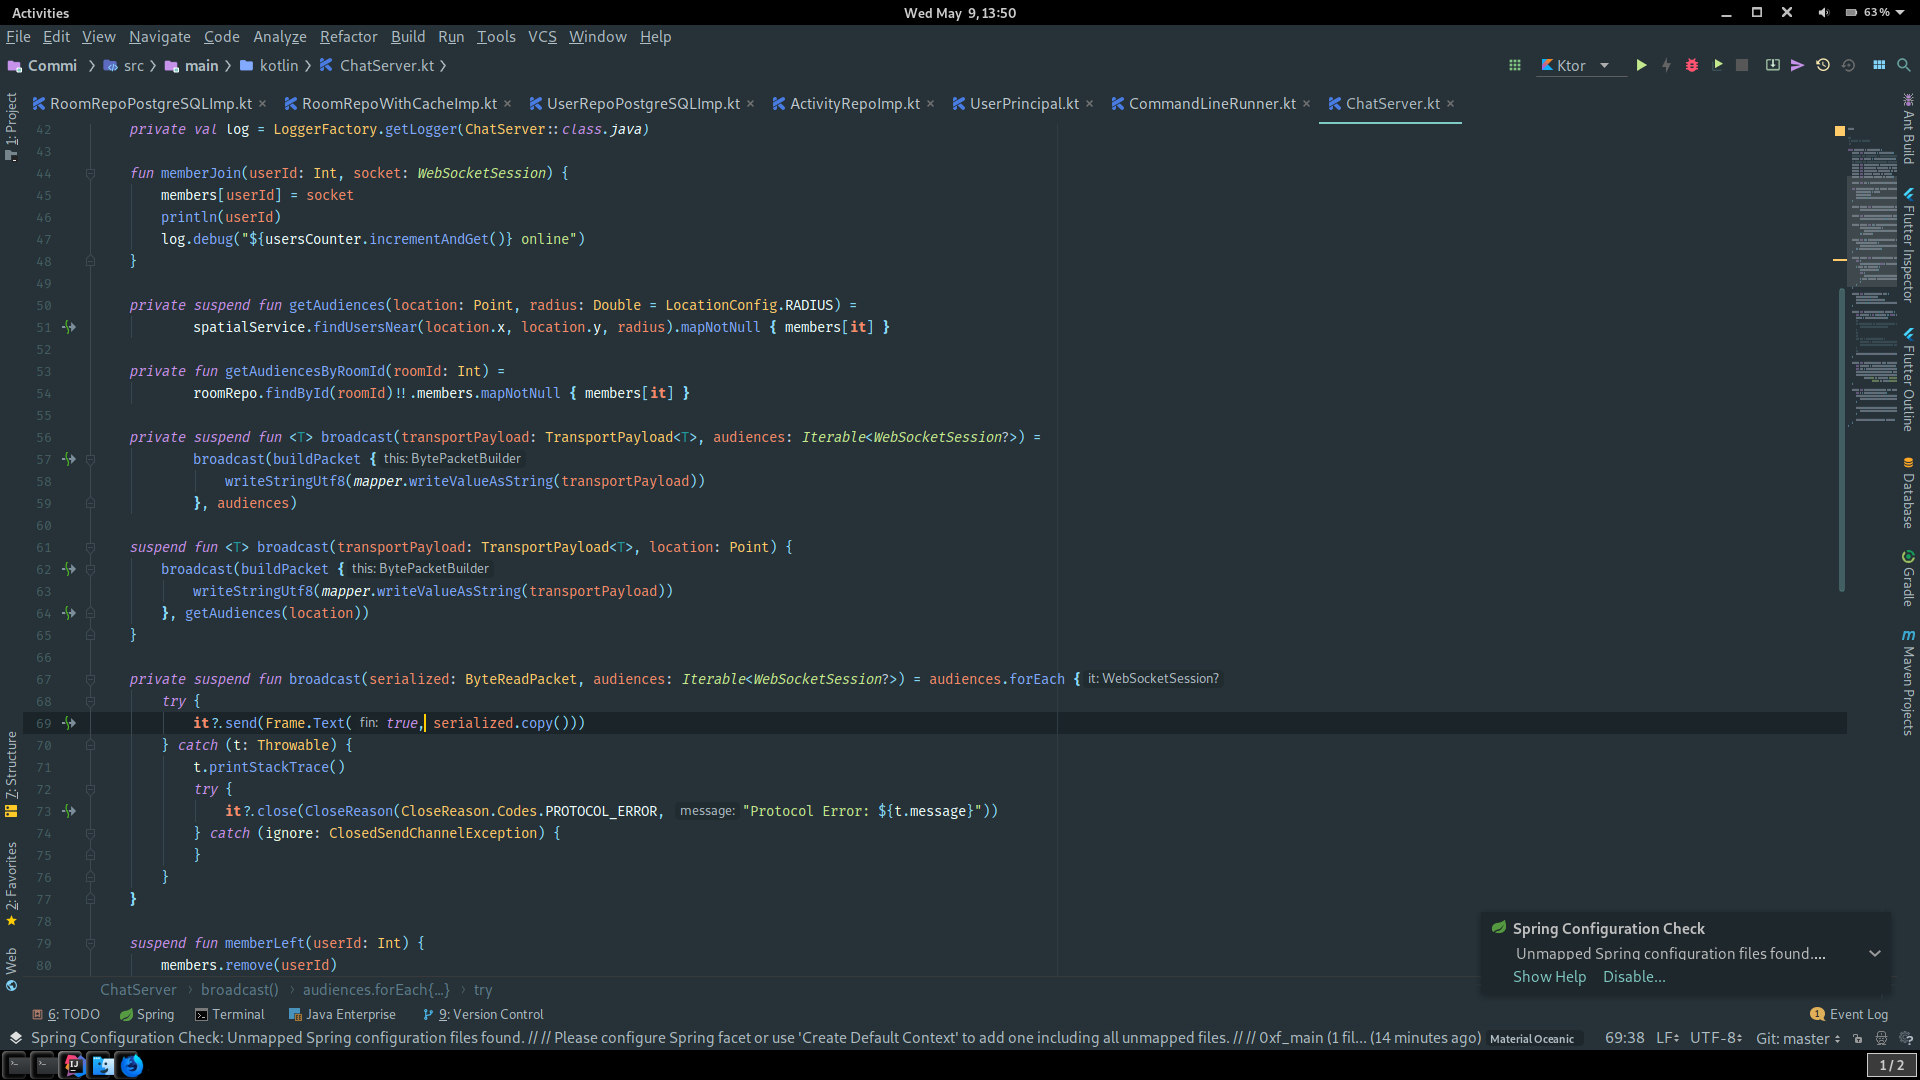 Activities
Wed May 9, 13:50
63 %
File Edit View Navigate Code Analyze Refactor Build Run Tools VCS Window Help
Commi src main kotlin ChatServer.kt
Ktor
RoomRepoPostgreSQLImp.kt RoomRepoWithCacheImp.kt UserRepoPostgreSQLImp.kt ActivityRepoImp.kt UserPrincipal.kt CommandLineRunner.kt ChatServer.kt
1: Project
7: Structure
2: Favorites
Web
42 private val log = LoggerFactory.getLogger(ChatServer::class.java)
43
44 fun memberJoin(userId: Int, socket: WebSocketSession) {
45 members[userId] = socket
46 println(userId)
47 log.debug("${usersCounter.incrementAndGet()} online")
48 }
49
50 private suspend fun getAudiences(location: Point, radius: Double = LocationConfig.RADIUS) =
51 spatialService.findUsersNear(location.x, location.y, radius).mapNotNull { members[it] }
52
53 private fun getAudiencesByRoomId(roomId: Int) =
54 roomRepo.findById(roomId)!!.members.mapNotNull { members[it] }
55
56 private suspend fun <T> broadcast(transportPayload: TransportPayload<T>, audiences: Iterable<WebSocketSession?>) =
57 broadcast(buildPacket { this: BytePacketBuilder
58 writeStringUtf8(mapper.writeValueAsString(transportPayload))
59 }, audiences)
60
61 suspend fun <T> broadcast(transportPayload: TransportPayload<T>, location: Point) {
62 broadcast(buildPacket { this: BytePacketBuilder
63 writeStringUtf8(mapper.writeValueAsString(transportPayload))
64 }, getAudiences(location))
65 }
66
67 private suspend fun broadcast(serialized: ByteReadPacket, audiences: Iterable<WebSocketSession?>) = audiences.forEach { it: WebSocketSession?
68 try {
69 it?.send(Frame.Text( fin: true, serialized.copy()))
70 } catch (t: Throwable) {
71 t.printStackTrace()
72 try {
73 it?.close(CloseReason(CloseReason.Codes.PROTOCOL_ERROR, message: "Protocol Error: ${t.message}"))
74 } catch (ignore: ClosedSendChannelException) {
75 }
76 }
77 }
78
79 suspend fun memberLeft(userId: Int) {
80 members.remove(userId)
Ant Build
Flutter Inspector
Flutter Outline
Database
Gradle
m Maven Projects
Spring Configuration Check
Unmapped Spring configuration files found....
Show Help Disable...
ChatServer broadcast() audiences.forEach{...} try
6: TODO Spring Terminal Java Enterprise 9: Version Control
1 Event Log
Spring Configuration Check: Unmapped Spring configuration files found. // // Please configure Spring facet or use 'Create Default Context' to add one including all unmapped files. // // 0xf_main (1 fil... (14 minutes ago) Material Oceanic 69:38 LF UTF-8 Git: master
1 / 2